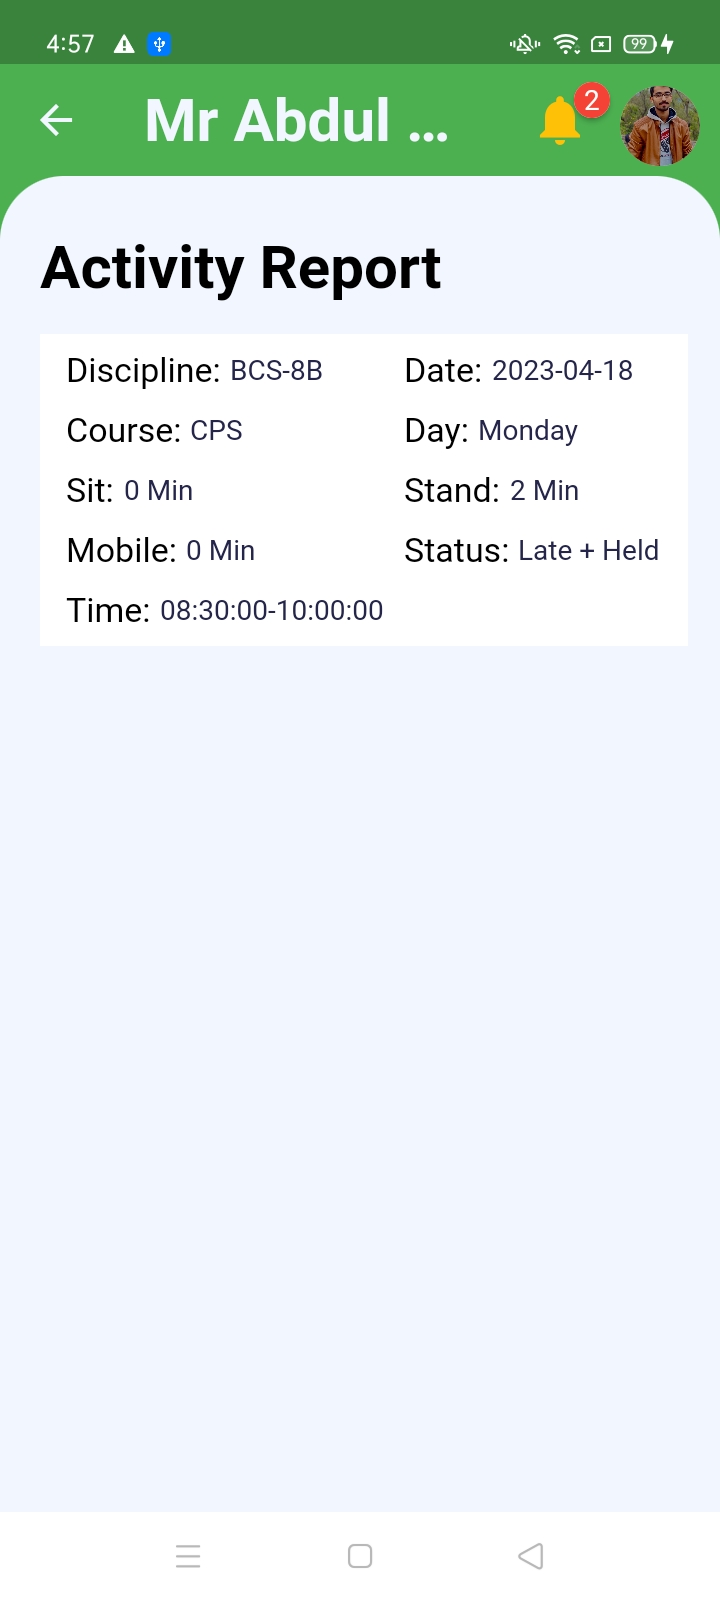 4:57
99
Mr Abdul ...
2
Activity Report
Discipline: BCS-8B
Date: 2023-04-18
Course: CPS
Day: Monday
Sit: 0 Min
Stand: 2 Min
Mobile: 0 Min
Status: Late + Held
Time: 08:30:00-10:00:00